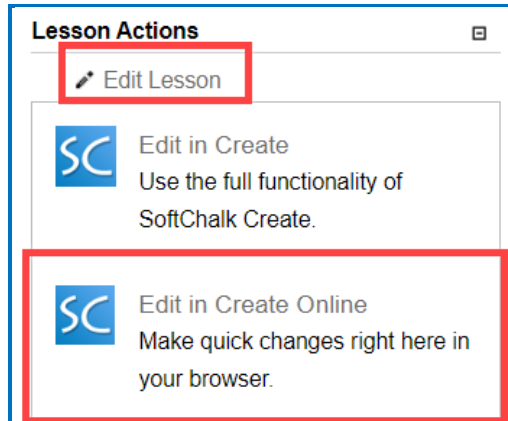 Lesson Actions
Edit Lesson
SC
Edit in Create
Use the full functionality of
SoftChalk Create.
SC
Edit in Create Online
Make quick changes right here in
your browser.